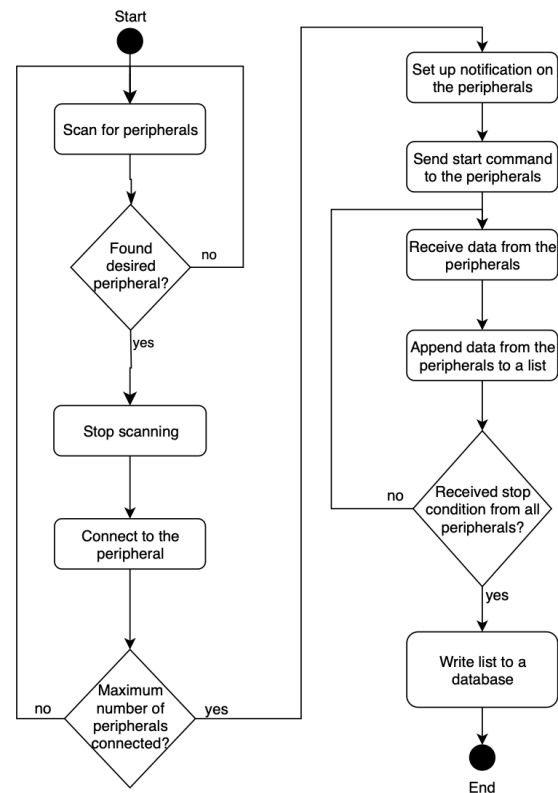 Start
Scan for peripherals
Found
desired
peripheral?
no
yes
Stop scanning
Connect to the
peripheral
Maximum
number of
peripherals
connected?
no
yes
Set up notification on
the peripherals
Send start command
to the peripherals
Receive data from the
peripherals
Append data from the
peripherals to a list
Received stop
condition from all
peripherals?
no
yes
Write list to a
database
End